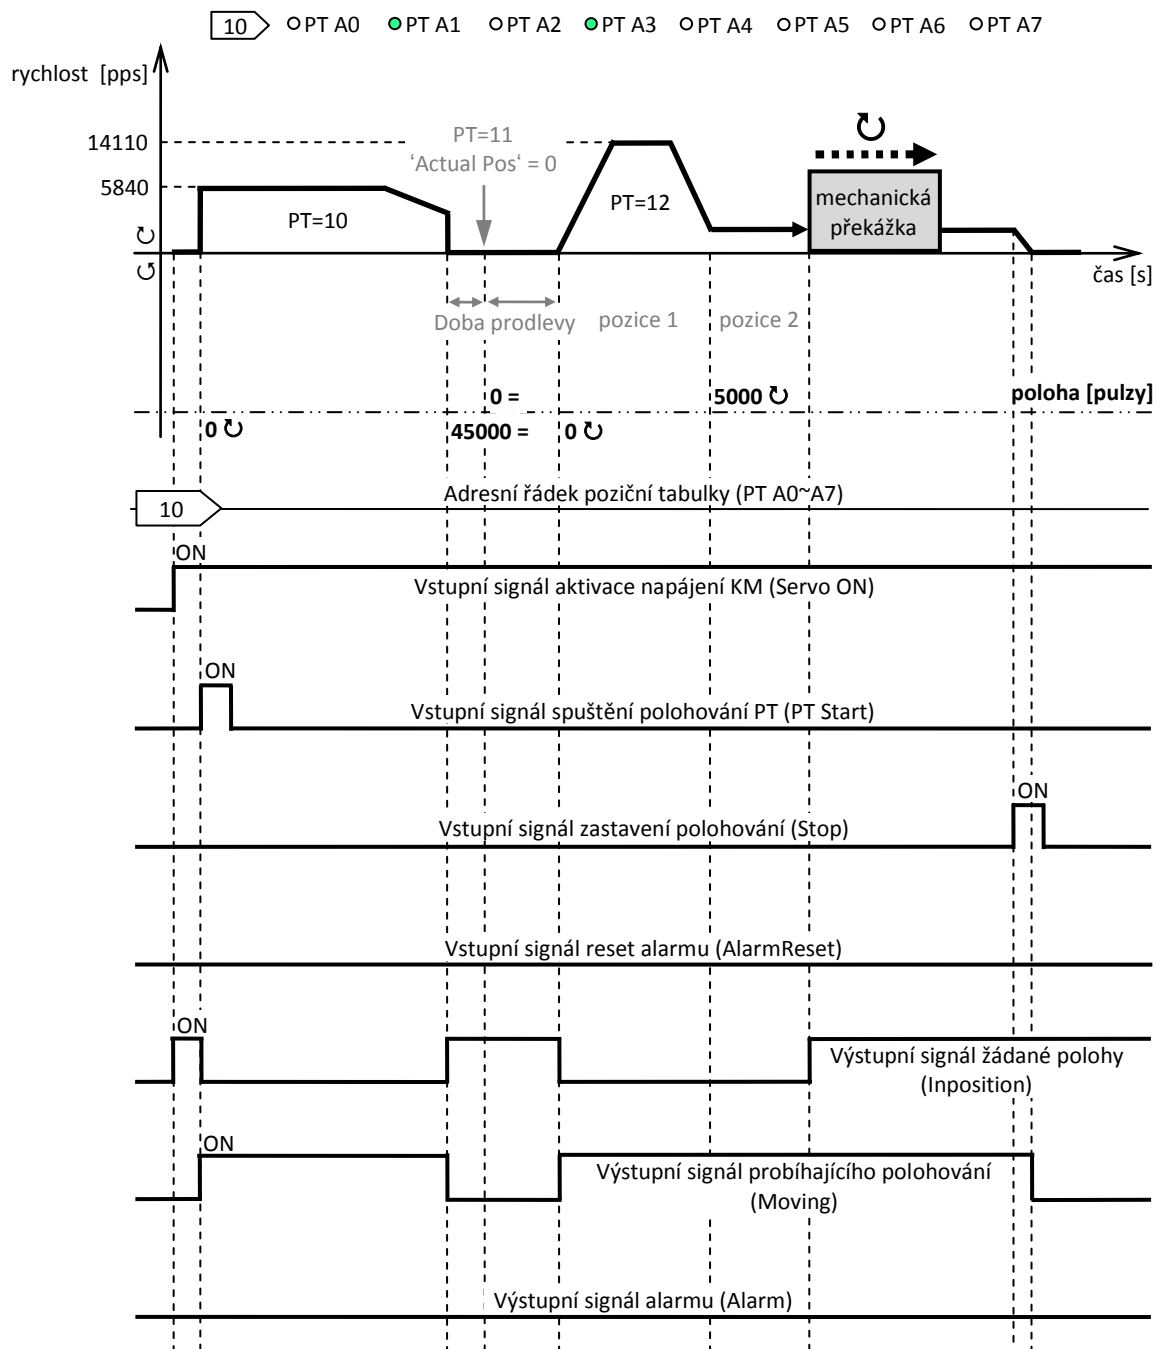 10 PT A0 PT A1 PT A2 PT A3 PT A4 PT A5 PT A6 PT A7
rychlost [pps]
14110
5840
PT=11
'Actual Pos' = 0
PT=10
PT=12
mechanická
překážka
čas [s]
Doba prodlevy
pozice 1
pozice 2
0 =
5000
poloha [pulzy]
0
45000 =
0
Adresní řádek poziční tabulky (PT A0~A7)
10
ON
Vstupní signál aktivace napájení KM (Servo ON)
ON
Vstupní signál spuštění polohování PT (PT Start)
ON
Vstupní signál zastavení polohování (Stop)
Vstupní signál reset alarmu (AlarmReset)
ON
Výstupní signál žádané polohy
(Inposition)
ON
Výstupní signál probíhajícího polohování
(Moving)
Výstupní signál alarmu (Alarm)